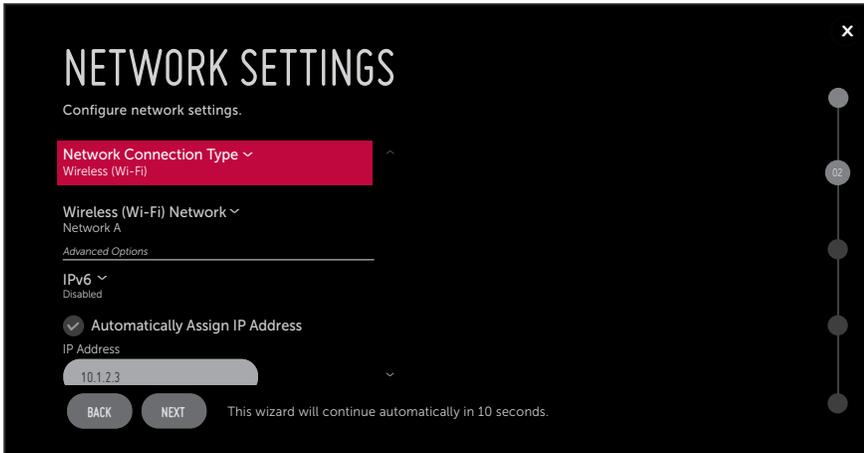 NETWORK SETTINGS
Configure network settings.
Network Connection Type
Wireless (Wi-Fi)
02
Wireless (Wi-Fi) Network
Network A
Advanced Options
IPv6
Disabled
Automatically Assign IP Address
IP Address
10.1.2.3
BACK NEXT This wizard will continue automatically in 10 seconds.